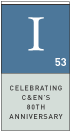 I
53
CELEBRATING
C&EN'S
80TH
ANNIVERSARY